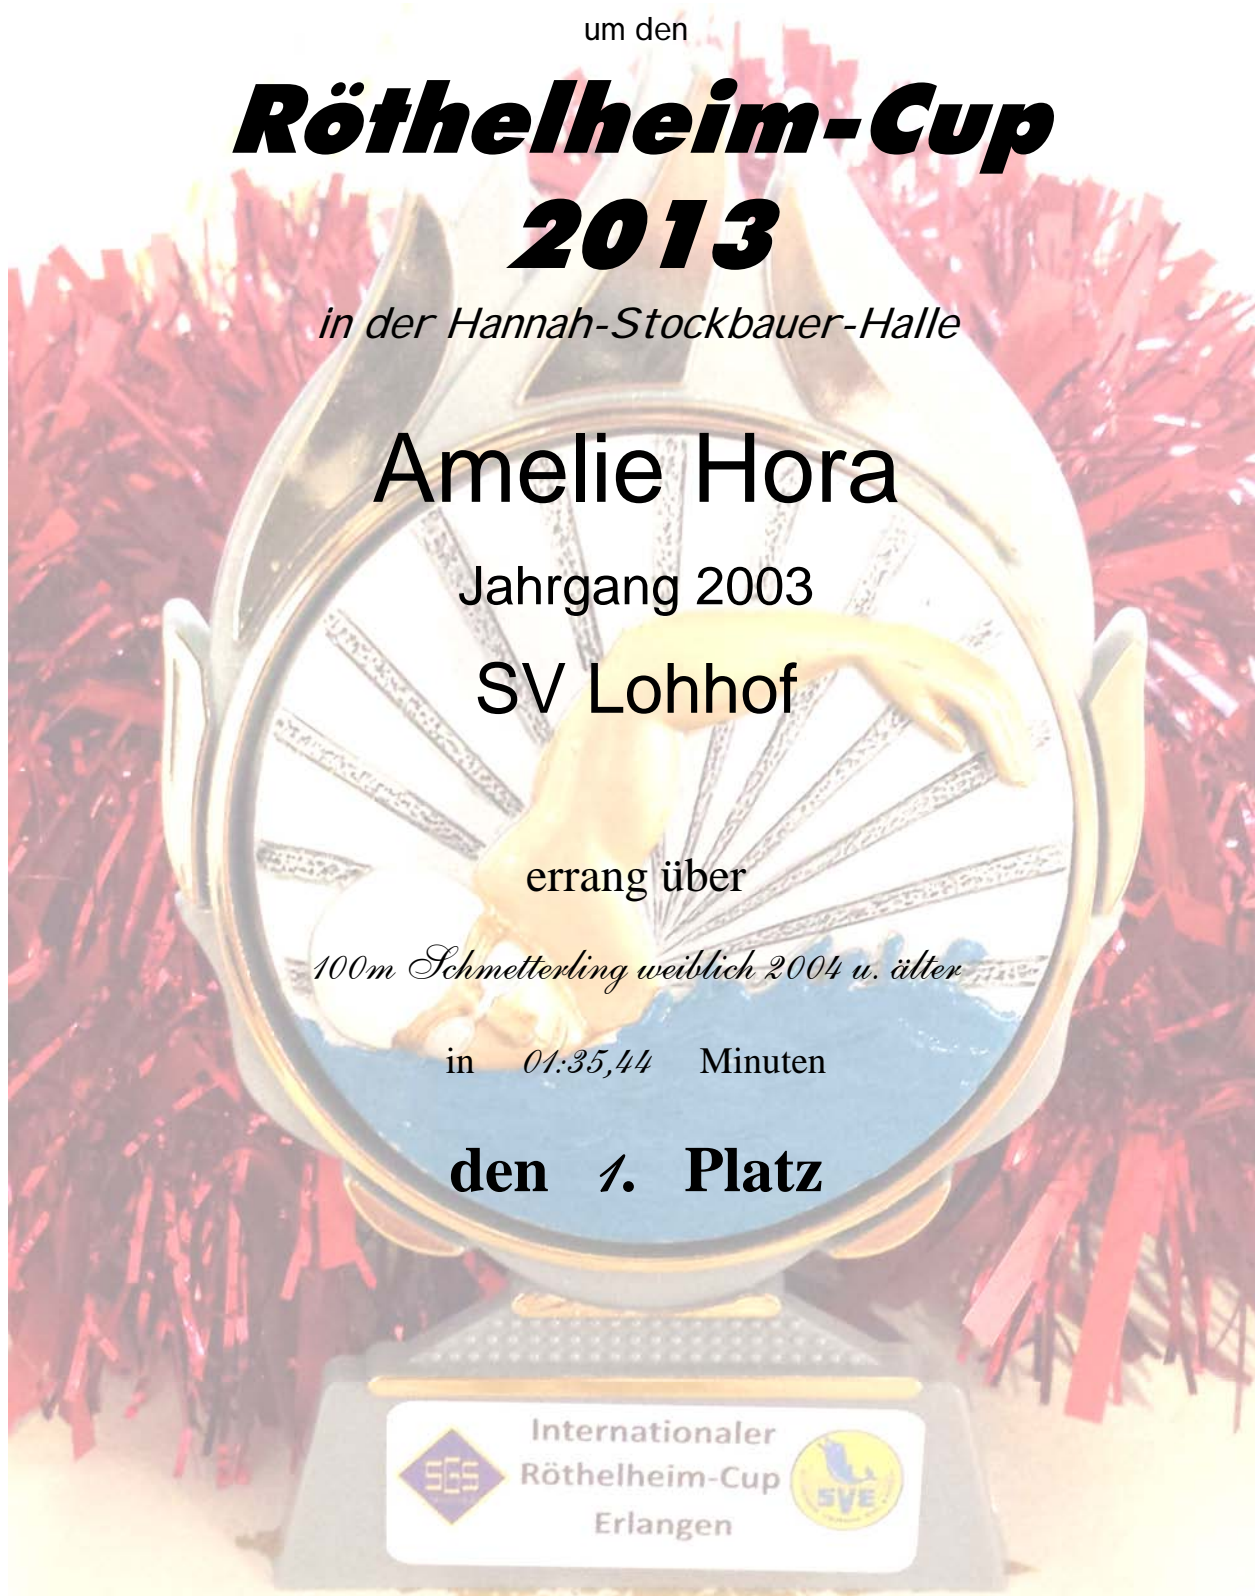 um den
Röthelheim-Cup
2013
in der Hannah-Stockbauer-Halle
Amelie Hora
Jahrgang 2003
SV Lohhof
errang über
100m Schmetterling weiblich 2004 u. älter
in 01:35,44 Minuten
den 1. Platz
Internationaler
SGS Röthelheim-Cup
SVE
Erlangen